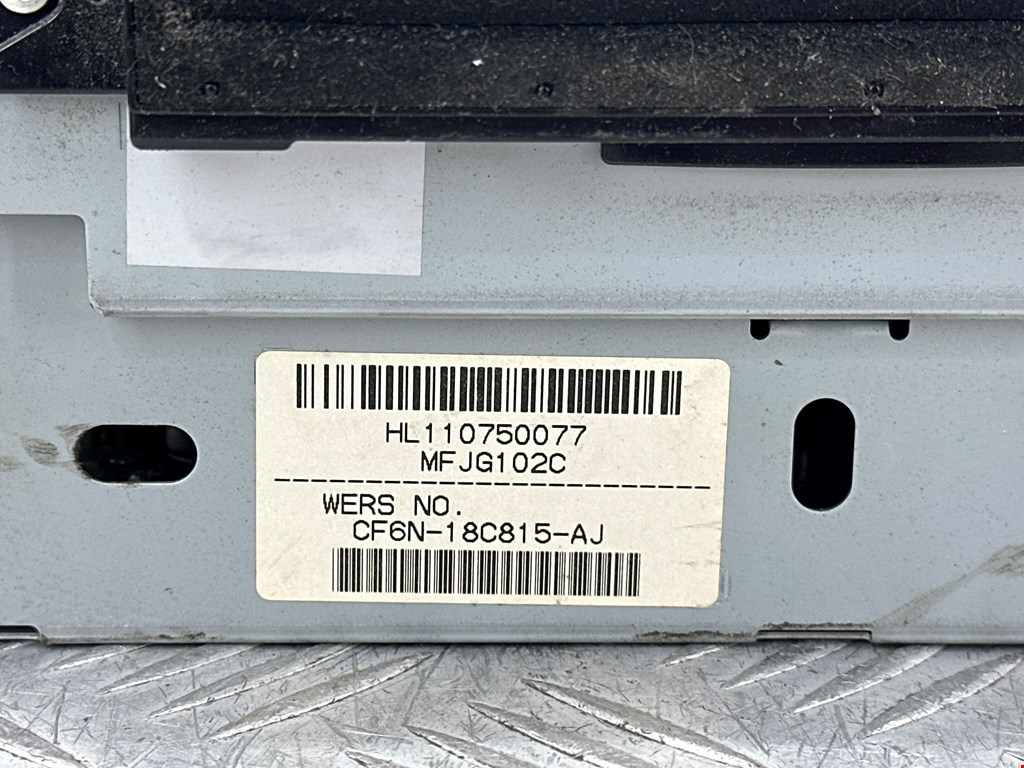 HL110750077
MFJG102C
WERS NO.
CF6N-18C815-AJ